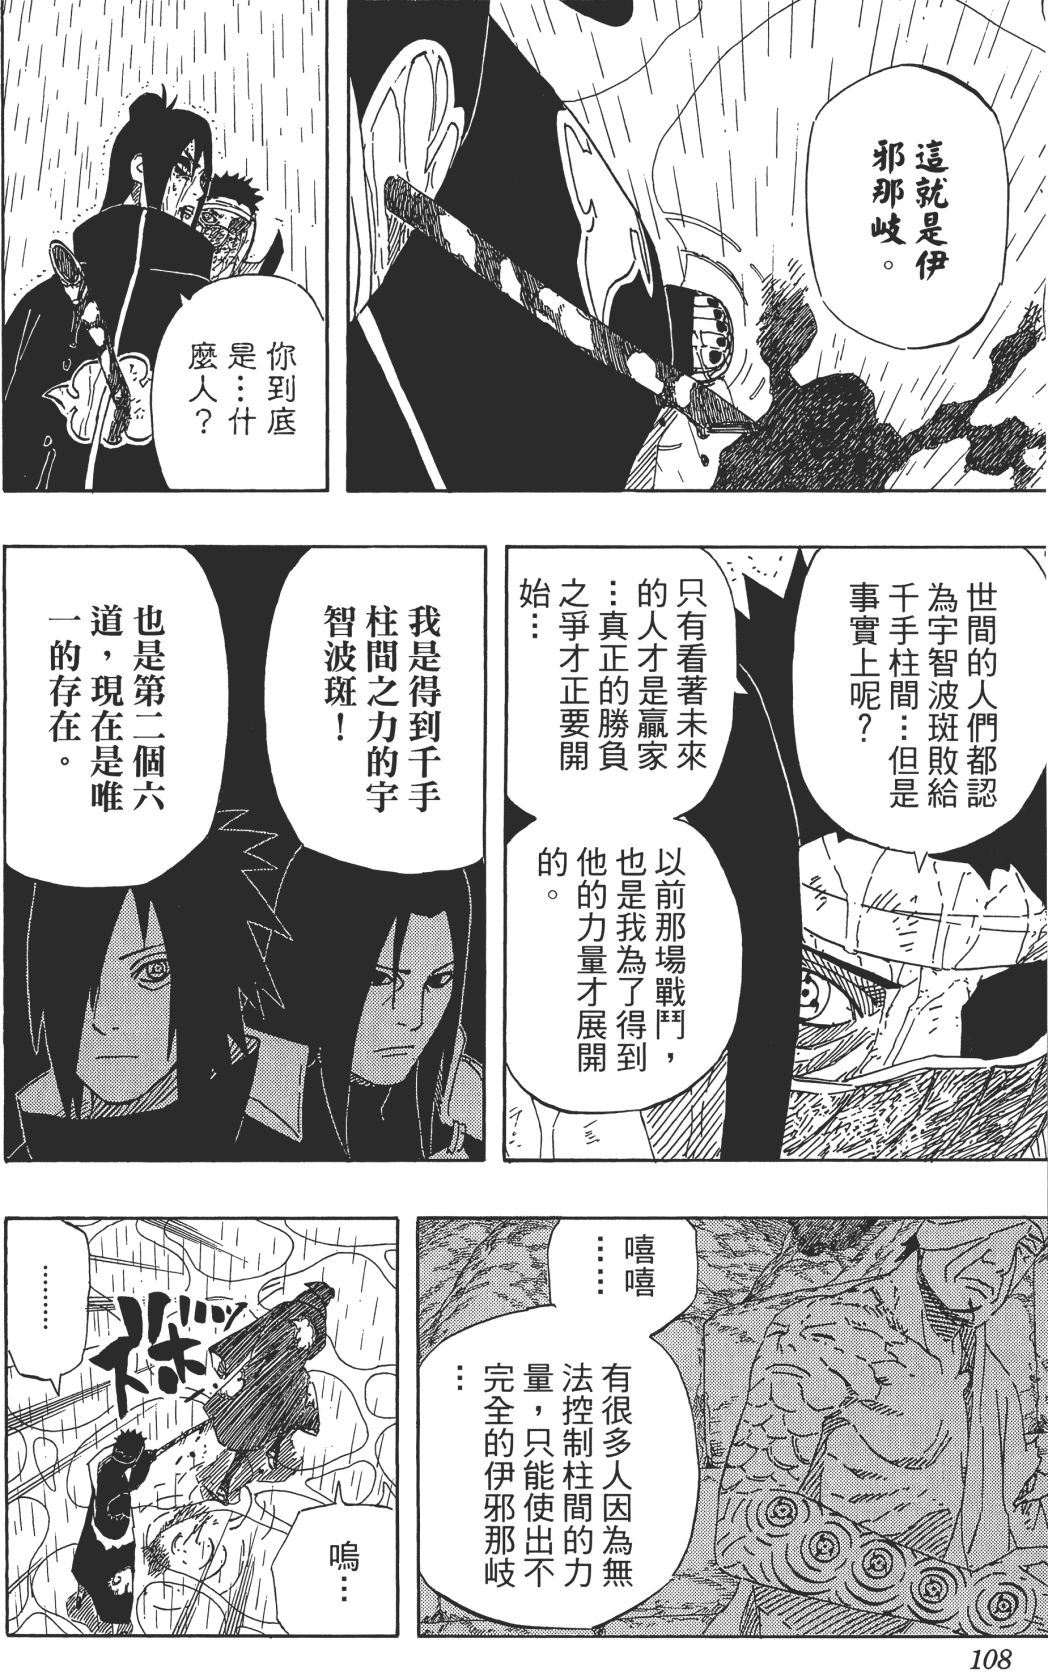 這就是伊
邪那岐。
你到底
是…什
麼人？
世間的人們都認
為宇智波斑敗給
千手柱間…但是
事實上呢？
只有看著未來
的人才是贏家
…真正的勝負
之爭才正要開
始…
以前那場戰鬥，
也是我為了得到
他的力量才展開
的。
我是得到千手
柱間之力的宇
智波斑！
也是第二個六
道，現在是唯
一的存在。
嘻嘻
……
有很多人因為無
法控制柱間的力
量，只能使出不
完全的伊邪那岐
…
嗚…
………
108